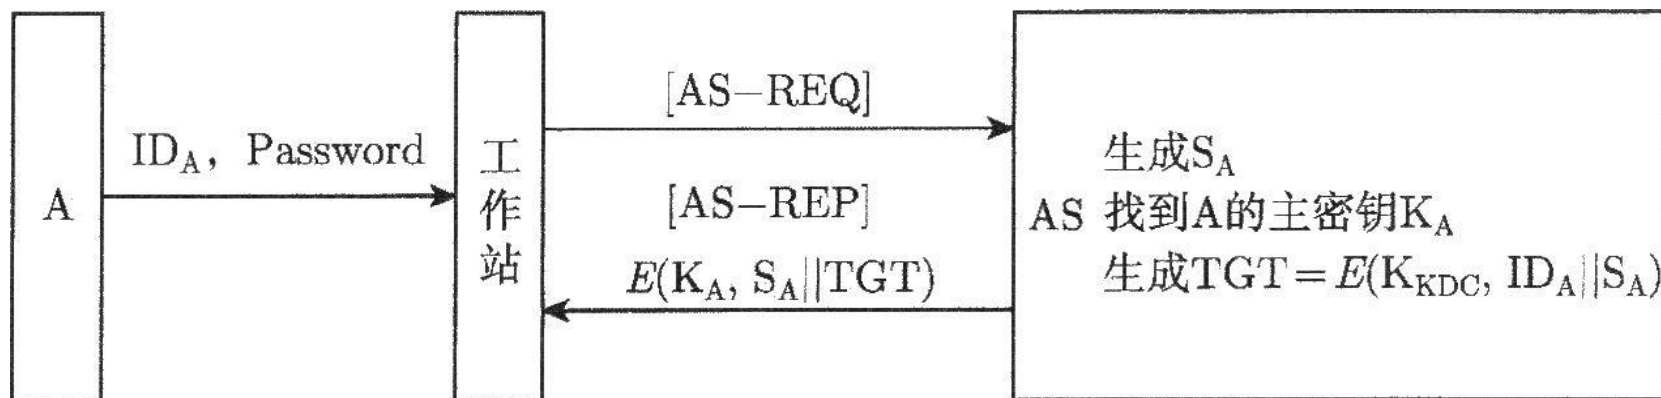 A
ID_A, Password
工作站
[AS-REQ]
[AS-REP]
E(K_A, S_A||TGT)
AS
生成S_A
找到A的主密钥K_A
生成TGT=E(K_KDC, ID_A||S_A)